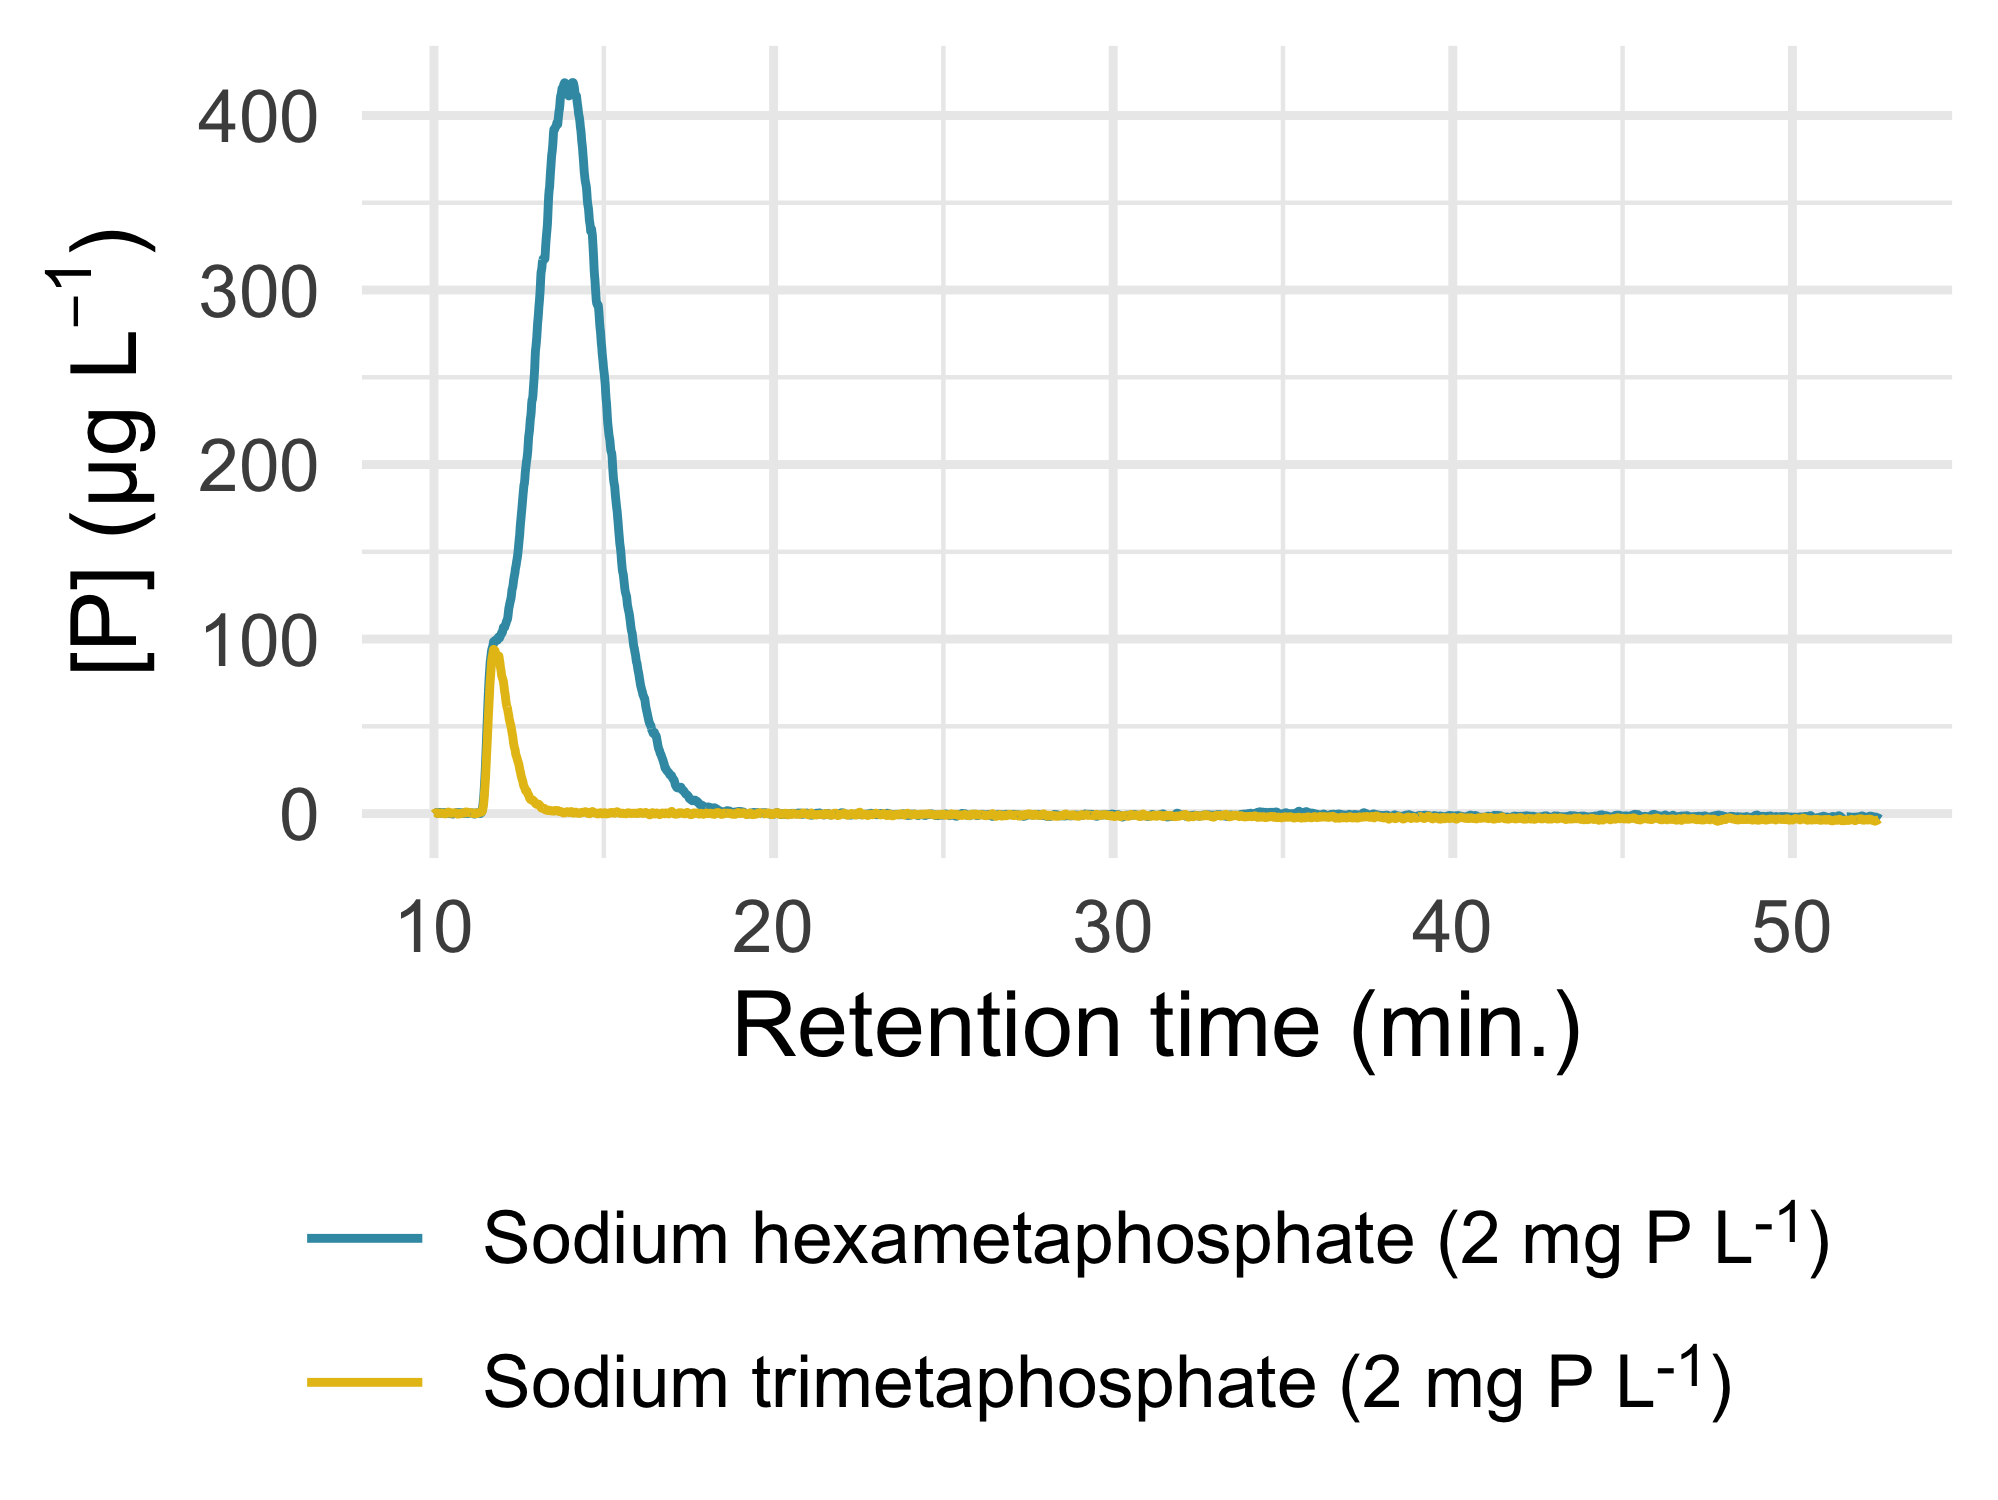 [P] (µg L⁻¹)
400
300
200
100
0
10 20 30 40 50
Retention time (min.)
Sodium hexametaphosphate (2 mg P L⁻¹)
Sodium trimetaphosphate (2 mg P L⁻¹)